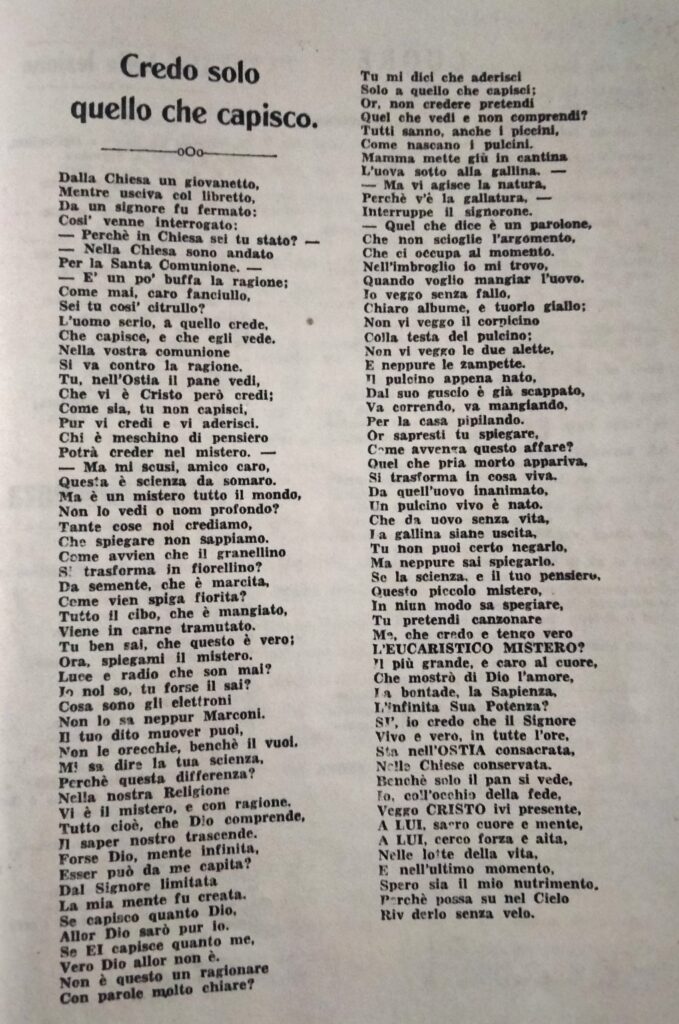 Credo solo
quello che capisco.
oOo
Dalla Chiesa un giovanetto,
Mentre usciva col libretto,
Da un signore fu fermato;
Cosi' venne interrogato:
— Perchè in Chiesa sei tu stato? —
— Nella Chiesa sono andato
Per la Santa Comunione. —
— E' un po' buffa la ragione;
Come mai, caro fanciullo,
Sei tu cosi' citrullo?
L'uomo serio, a quello crede,
Che capisce, e che egli vede.
Nella vostra comunione
Si va contro la ragione.
Tu, nell'Ostia il pane vedi,
Che vi è Cristo però credi;
Come sia, tu non capisci,
Pur vi credi e vi aderisci.
Chi è meschino di pensiero
Potrà creder nel mistero. —
— Ma mi scusi, amico caro,
Questa è scienza da somaro.
Ma è un mistero tutto il mondo,
Non lo vedi o uom profondo?
Tante cose noi crediamo,
Che spiegare non sappiamo.
Come avvien che il granellino
Si trasforma in fiorellino?
Da semente, che è marcita,
Come vien spiga fiorita?
Tutto il cibo, che è mangiato,
Viene in carne tramutato.
Tu ben sai, che questo è vero;
Ora, spiegami il mistero.
Luce e radio che son mai?
Io nol so, tu forse il sai?
Cosa sono gli elettroni
Non lo sa neppur Marconi.
Il tuo dito muover puoi,
Non le orecchie, benchè il vuoi.
Mi sa dire la tua scienza,
Perchè questa differenza?
Nella nostra Religione
Vi è il mistero, e con ragione.
Tutto cioè, che Dio comprende,
Il saper nostro trascende.
Forse Dio, mente infinita,
Esser può da me capita?
Dal Signore limitata
La mia mente fu creata.
Se capisco quanto Dio,
Allor Dio sarò pur io.
Se EI capisce quanto me,
Vero Dio allor non è.
Non è questo un ragionare
Con parole molto chiare?
Tu mi dici che aderisci
Solo a quello che capisci;
Or, non credere pretendi
Quel che vedi e non comprendi?
Tutti sanno, anche i piccini,
Come nascano i pulcini.
Mamma mette giù in cantina
L'uova sotto alla gallina. —
— Ma vi agisce la natura,
Perchè v'è la gallatura, —
Interruppe il signorone.
— Quel che dice è un parolone,
Che non scioglie l'argomento,
Che ci occupa al momento.
Nell'imbroglio io mi trovo,
Quando voglio mangiar l'uovo.
Io veggo senza fallo,
Chiaro albume, e tuorlo giallo;
Non vi veggo il corpicino
Colla testa del pulcino;
Non vi veggo le due alette,
E neppure le zampette.
Il pulcino appena nato,
Dal suo guscio è già scappato,
Va correndo, va mangiando,
Per la casa pipilando.
Or sapresti tu spiegare,
Come avvenga questo affare?
Quel che pria morto appariva,
Si trasforma in cosa viva.
Da quell'uovo inanimato,
Un pulcino vivo è nato.
Che da uovo senza vita,
La gallina siane uscita,
Tu non puoi certo negarlo,
Ma neppure sai spiegarlo.
Se la scienza, e il tuo pensiero,
Questo piccolo mistero,
In niun modo sa spegiare,
Tu pretendi canzonare
Me, che credo e tengo vero
L'EUCARISTICO MISTERO?
Il più grande, e caro al cuore,
Che mostrò di Dio l'amore,
La bontade, la Sapienza,
L'infinita Sua Potenza?
SI', io credo che il Signore
Vivo e vero, in tutte l'ore,
Sta nell'OSTIA consacrata,
Nelle Chiese conservata.
Benchè solo il pan si vede,
Io, coll'occhio della fede,
Veggo CRISTO ivi presente,
A LUI, sacro cuore e mente,
A LUI, cerco forza e aita,
Nelle lotte della vita,
E nell'ultimo momento,
Spero sia il mio nutrimento.
Perchè possa su nel Cielo
Riv derlo senza velo.